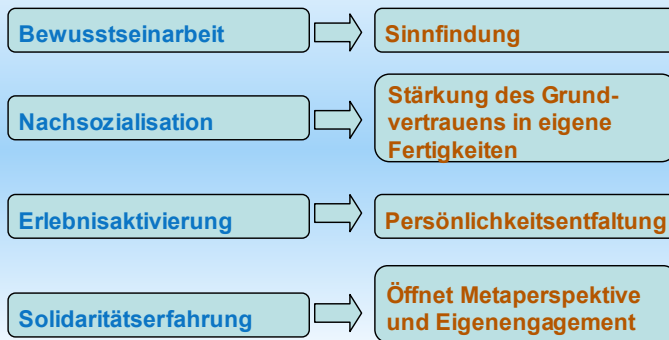 Bewusstseinarbeit
Sinnfindung
Nachsozialisation
Stärkung des Grund-
vertrauens in eigene
Fertigkeiten
Erlebnisaktivierung
Persönlichkeitsentfaltung
Solidaritätserfahrung
Öffnet Metaperspektive
und Eigenengagement